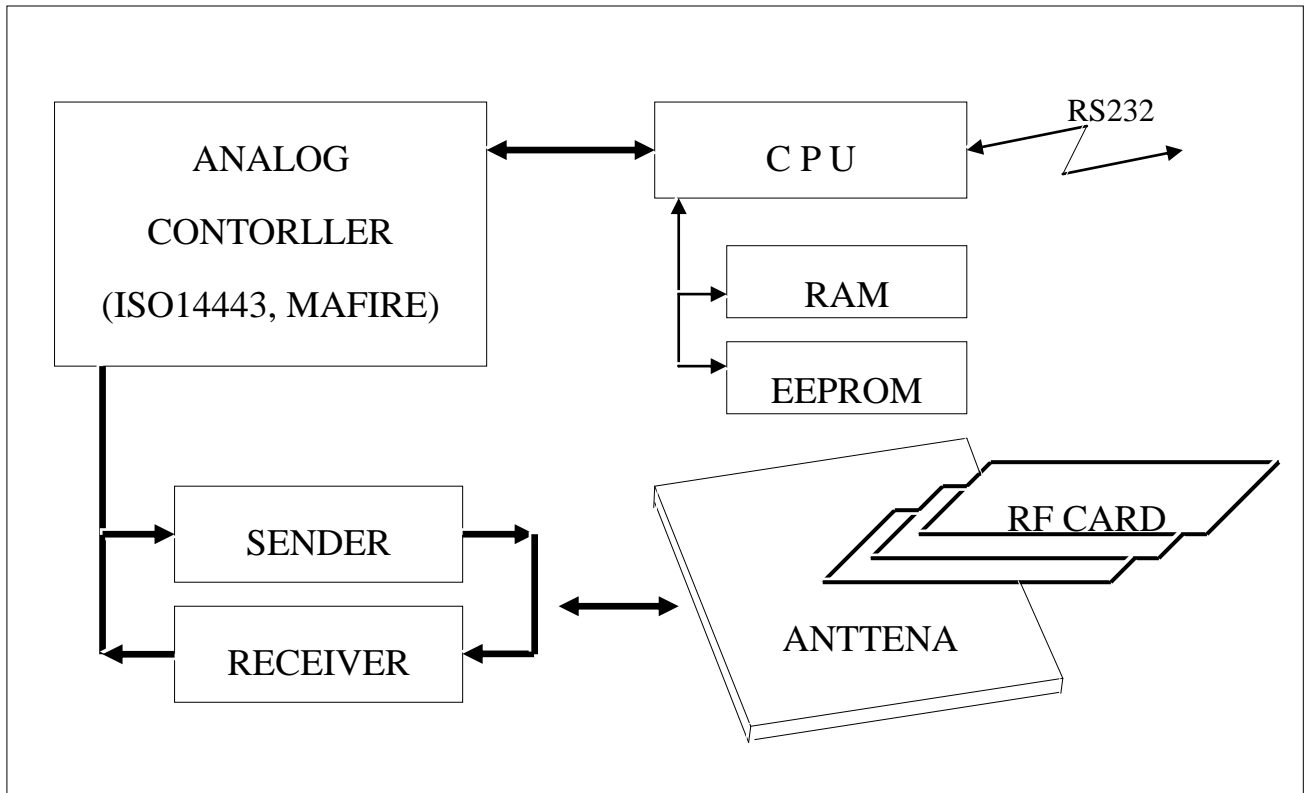 ANALOG
CONTORLLER
(ISO14443, MAFIRE)
C P U
RS232
RAM
EEPROM
SENDER
RECEIVER
RF CARD
ANTTENA